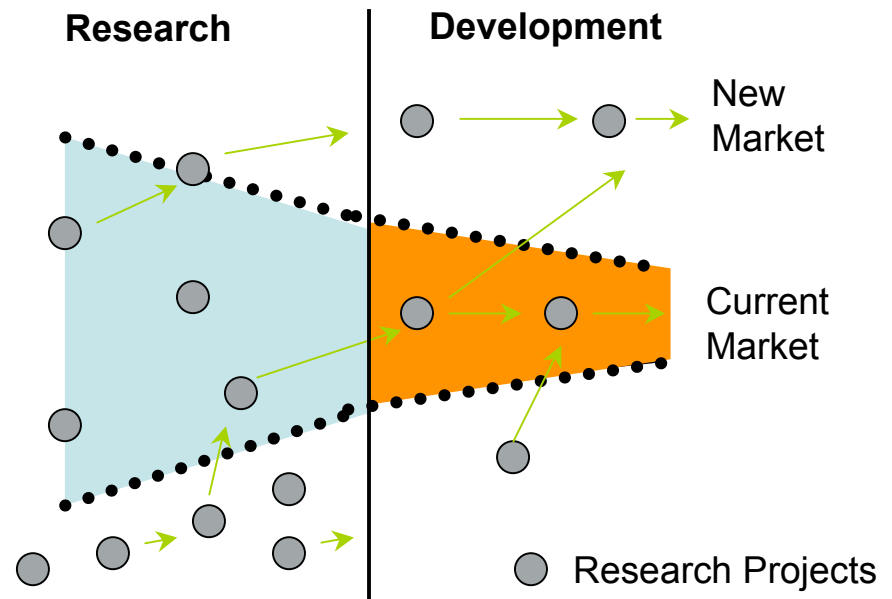 Research
Development
New
Market
Current
Market
Research Projects